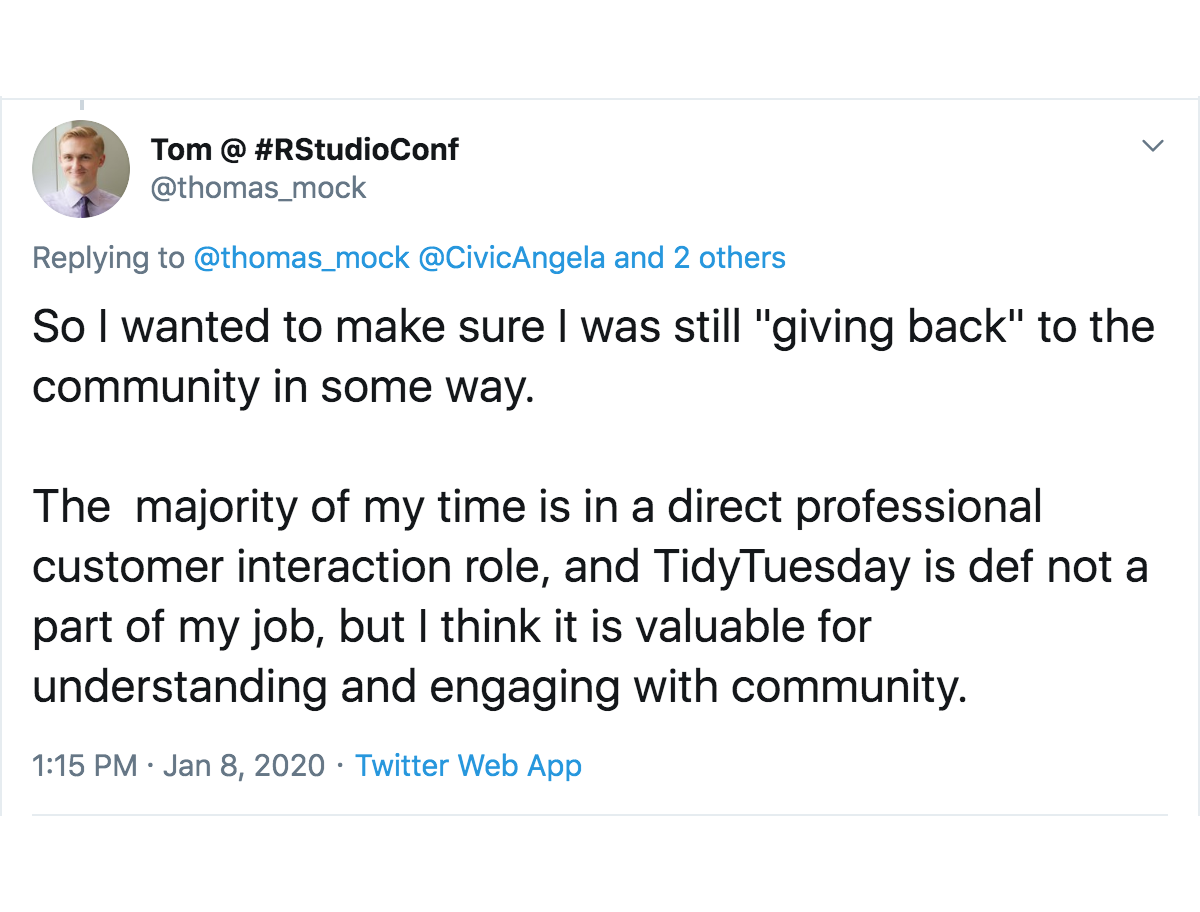 Tom @ #RStudioConf
@thomas_mock
Replying to @thomas_mock @CivicAngela and 2 others
So I wanted to make sure I was still "giving back" to the
community in some way.
The  majority of my time is in a direct professional
customer interaction role, and TidyTuesday is def not a
part of my job, but I think it is valuable for
understanding and engaging with community.
1:15 PM · Jan 8, 2020 · Twitter Web App